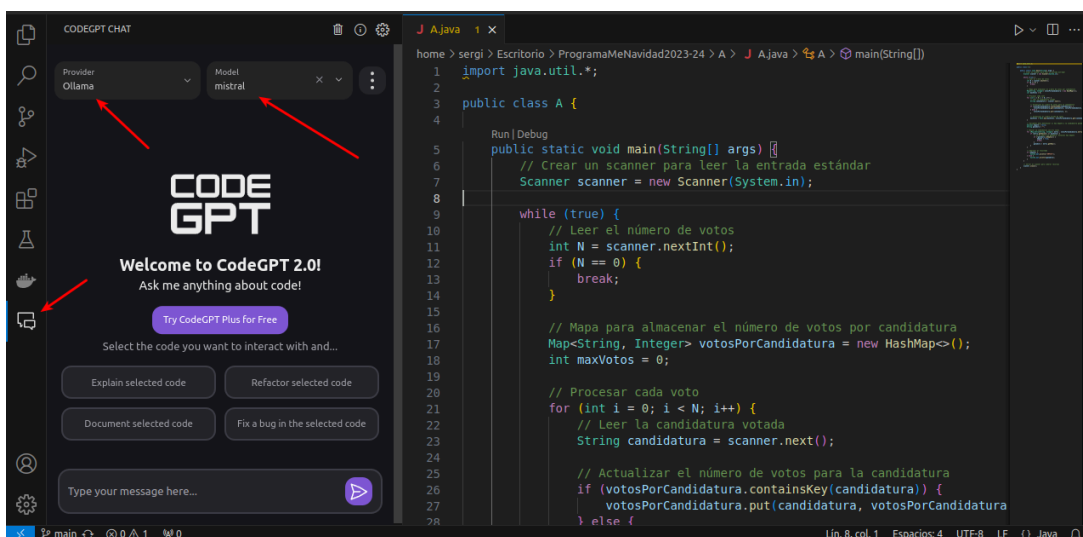 CODEGPT CHAT
Provider
Ollama
Model
mistral
CODE
GPT
Welcome to CodeGPT 2.0!
Ask me anything about code!
Try CodeGPT Plus for Free
Select the code you want to interact with and...
Explain selected code
Refactor selected code
Document selected code
Fix a bug in the selected code
Type your message here...
J A.java 1 ×
home > sergi > Escritorio > ProgramaMeNavidad2023-24 > A > J A.java > A > main(String[])
1 import java.util.*;
2
3 public class A {
4
Run | Debug
5 public static void main(String[] args) {
6 // Crear un scanner para leer la entrada estándar
7 Scanner scanner = new Scanner(System.in);
8
9 while (true) {
10 // Leer el número de votos
11 int N = scanner.nextInt();
12 if (N == 0) {
13 break;
14 }
15
16 // Mapa para almacenar el número de votos por candidatura
17 Map<String, Integer> votosPorCandidatura = new HashMap<>();
18 int maxVotos = 0;
19
20 // Procesar cada voto
21 for (int i = 0; i < N; i++) {
22 // Leer la candidatura votada
23 String candidatura = scanner.next();
24
25 // Actualizar el número de votos para la candidatura
26 if (votosPorCandidatura.containsKey(candidatura)) {
27 votosPorCandidatura.put(candidatura, votosPorCandidatura
28 } else {
main 0 1 0 Lín. 8, col. 1 Espacios: 4 UTF-8 LF {} Java